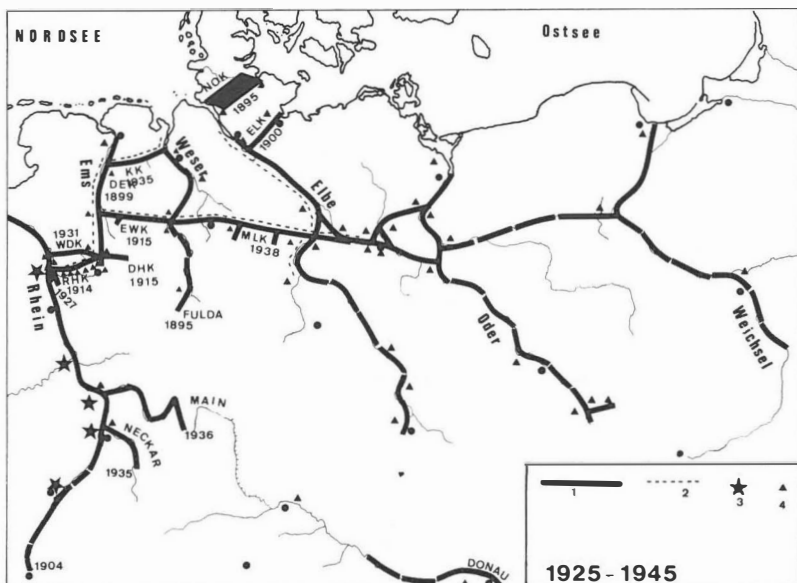 NORDSEE
Ostsee
NOK
1895
ELK
1900
Ems
Weser
KK
1935
DEK
1899
Elbe
EWK
1915
MLK
1938
1931
WDK
DHK
1915
RHK
1914
1927
Rhein
FULDA
1895
Oder
Weichsel
MAIN
1936
NECKAR
1935
1904
DONAU
1
2
3
4
1925-1945